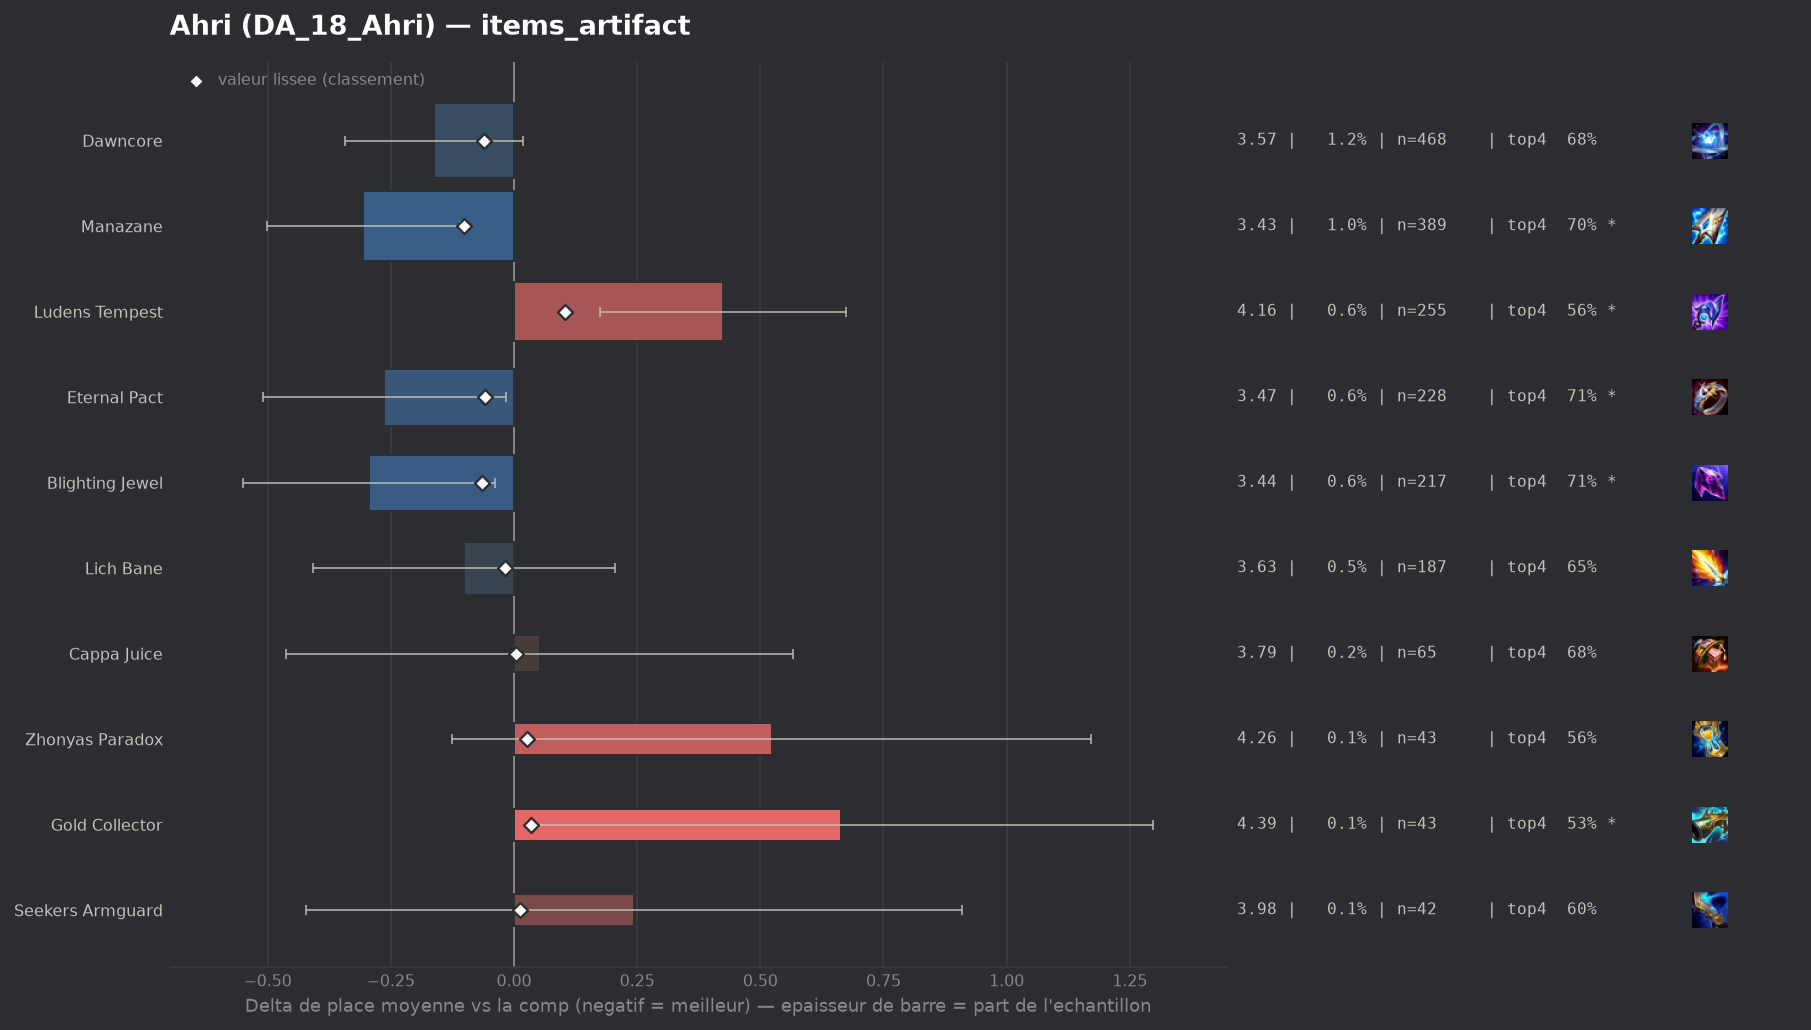 Ahri (DA_18_Ahri) — items_artifact
valeur lissee (classement)
Dawncore 3.57 | 1.2% | n=468 | top4 68%
Manazane 3.43 | 1.0% | n=389 | top4 70% *
Ludens Tempest 4.16 | 0.6% | n=255 | top4 56% *
Eternal Pact 3.47 | 0.6% | n=228 | top4 71% *
Blighting Jewel 3.44 | 0.6% | n=217 | top4 71% *
Lich Bane 3.63 | 0.5% | n=187 | top4 65%
Cappa Juice 3.79 | 0.2% | n=65 | top4 68%
Zhonyas Paradox 4.26 | 0.1% | n=43 | top4 56%
Gold Collector 4.39 | 0.1% | n=43 | top4 53% *
Seekers Armguard 3.98 | 0.1% | n=42 | top4 60%
−0.50 −0.25 0.00 0.25 0.50 0.75 1.00 1.25
Delta de place moyenne vs la comp (negatif = meilleur) — epaisseur de barre = part de l'echantillon